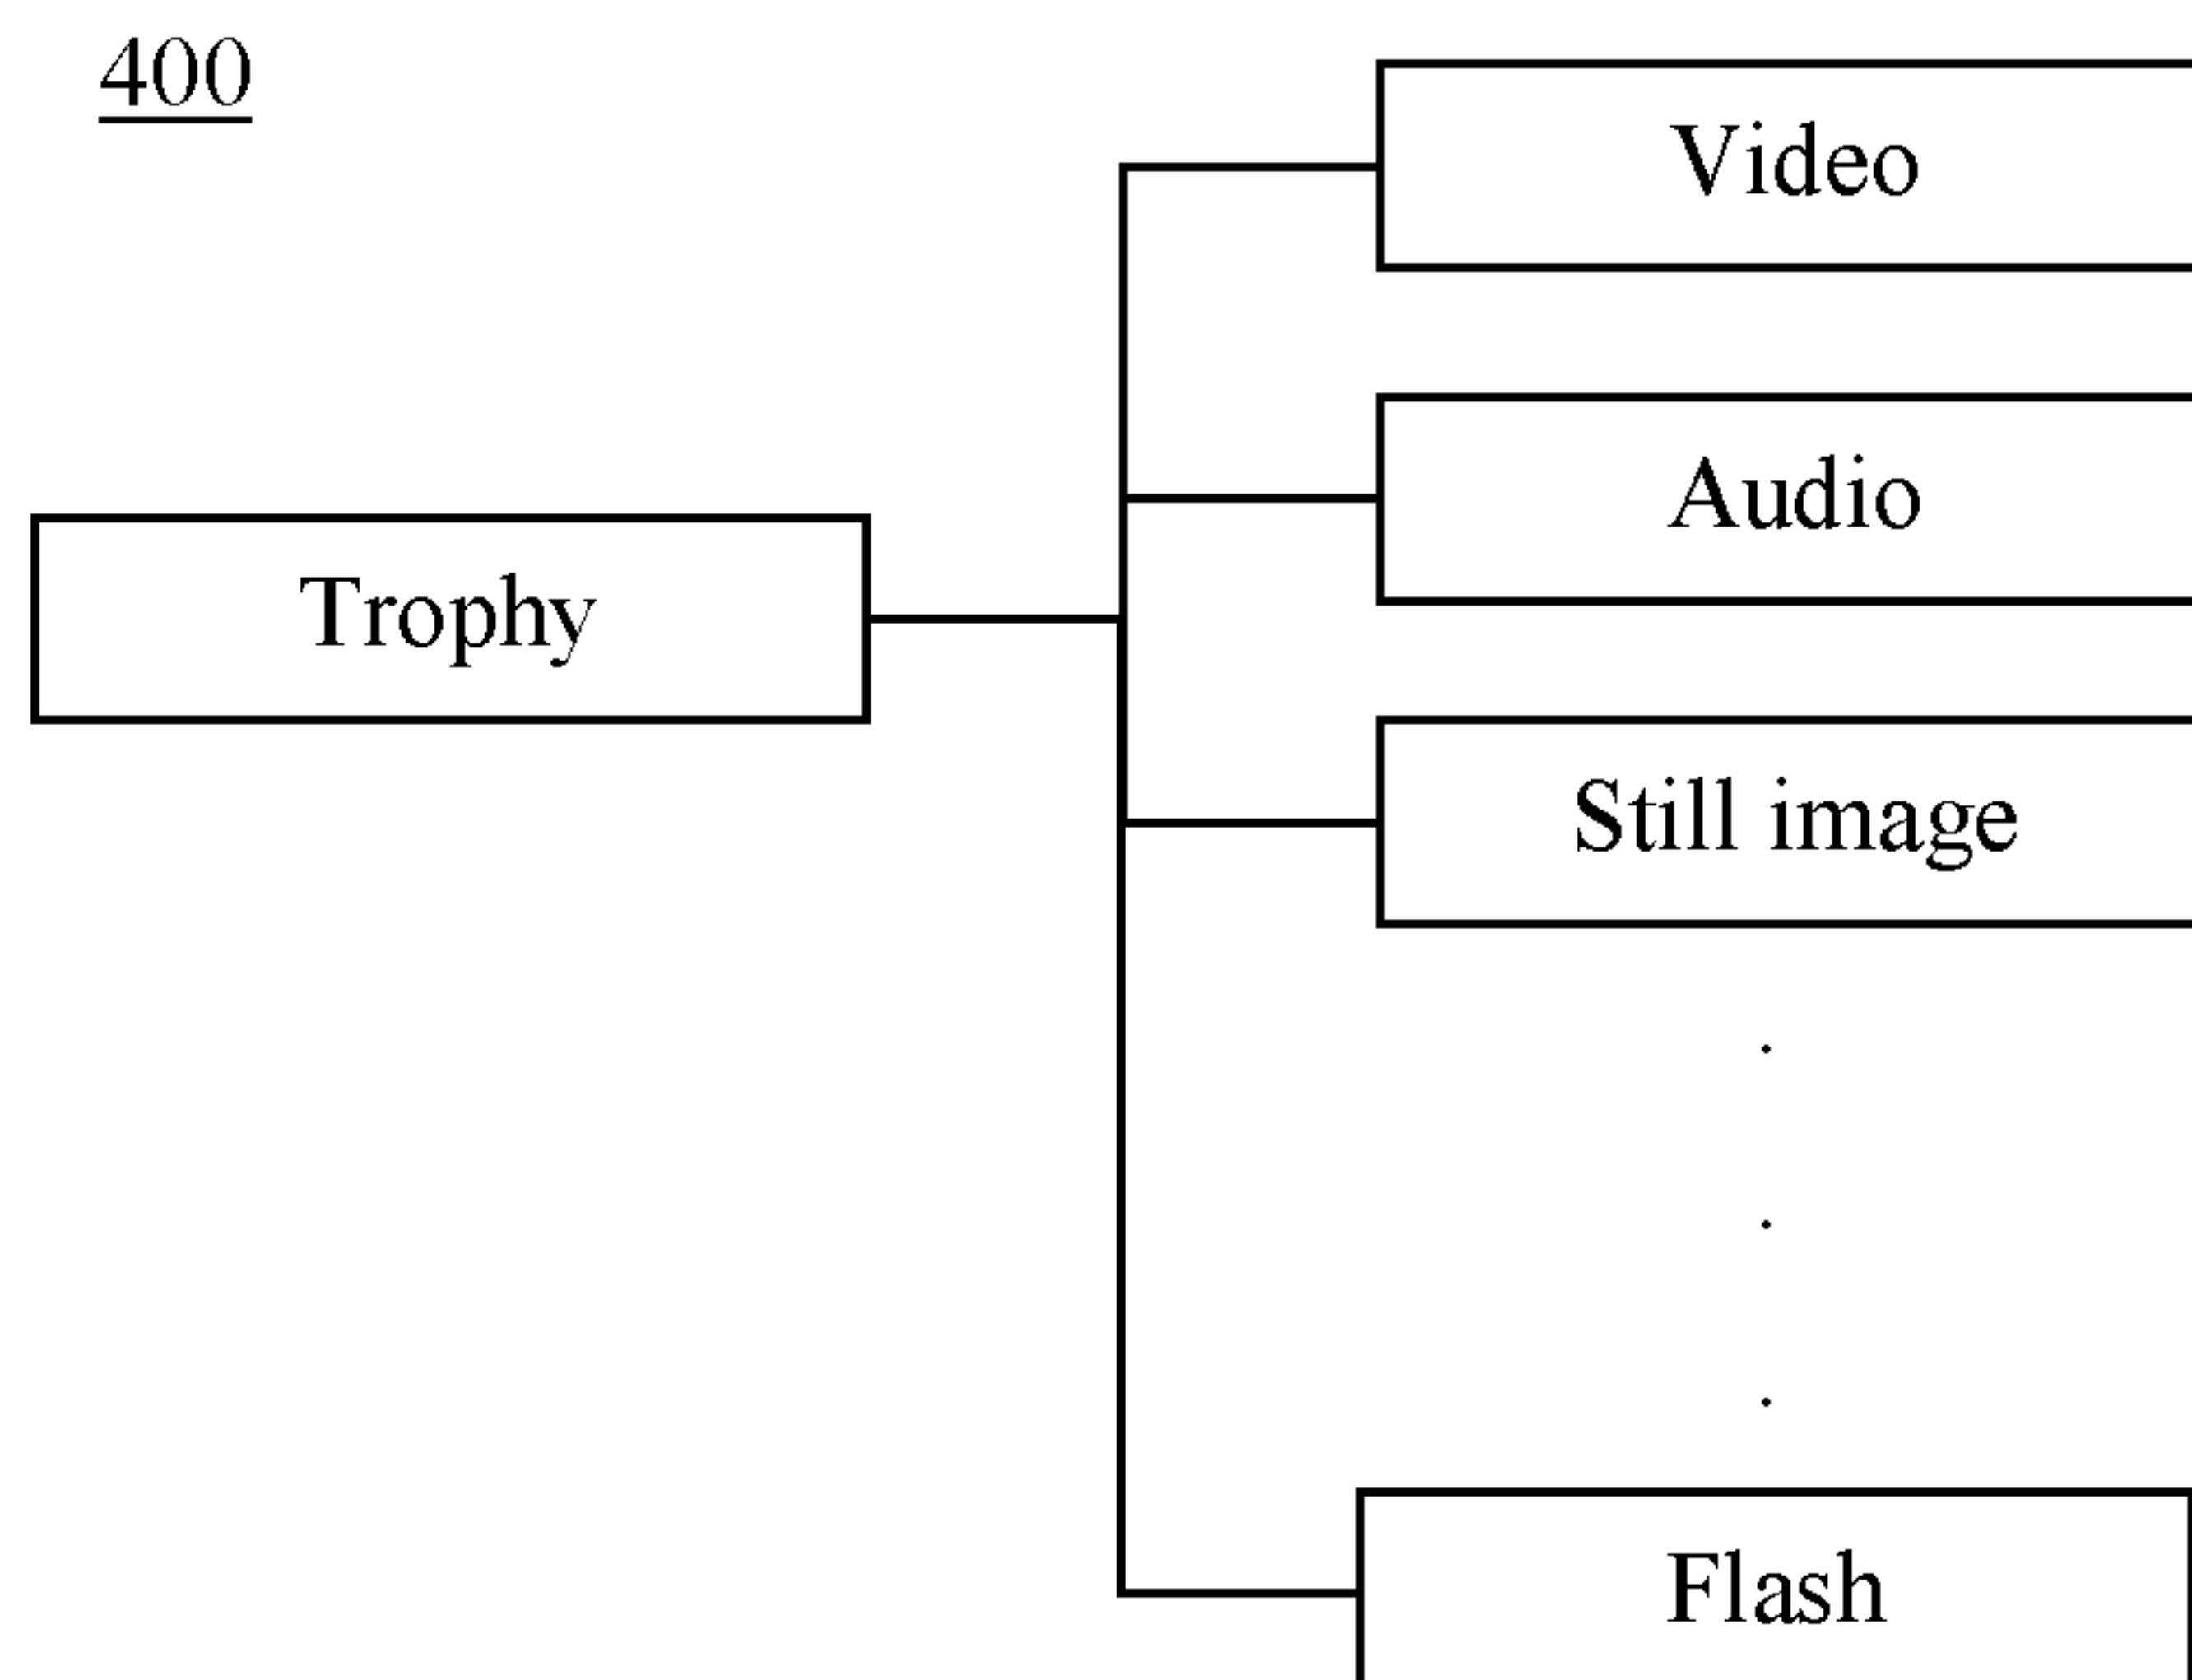 400
Video
Audio
Trophy
Still image
.
.
.
Flash